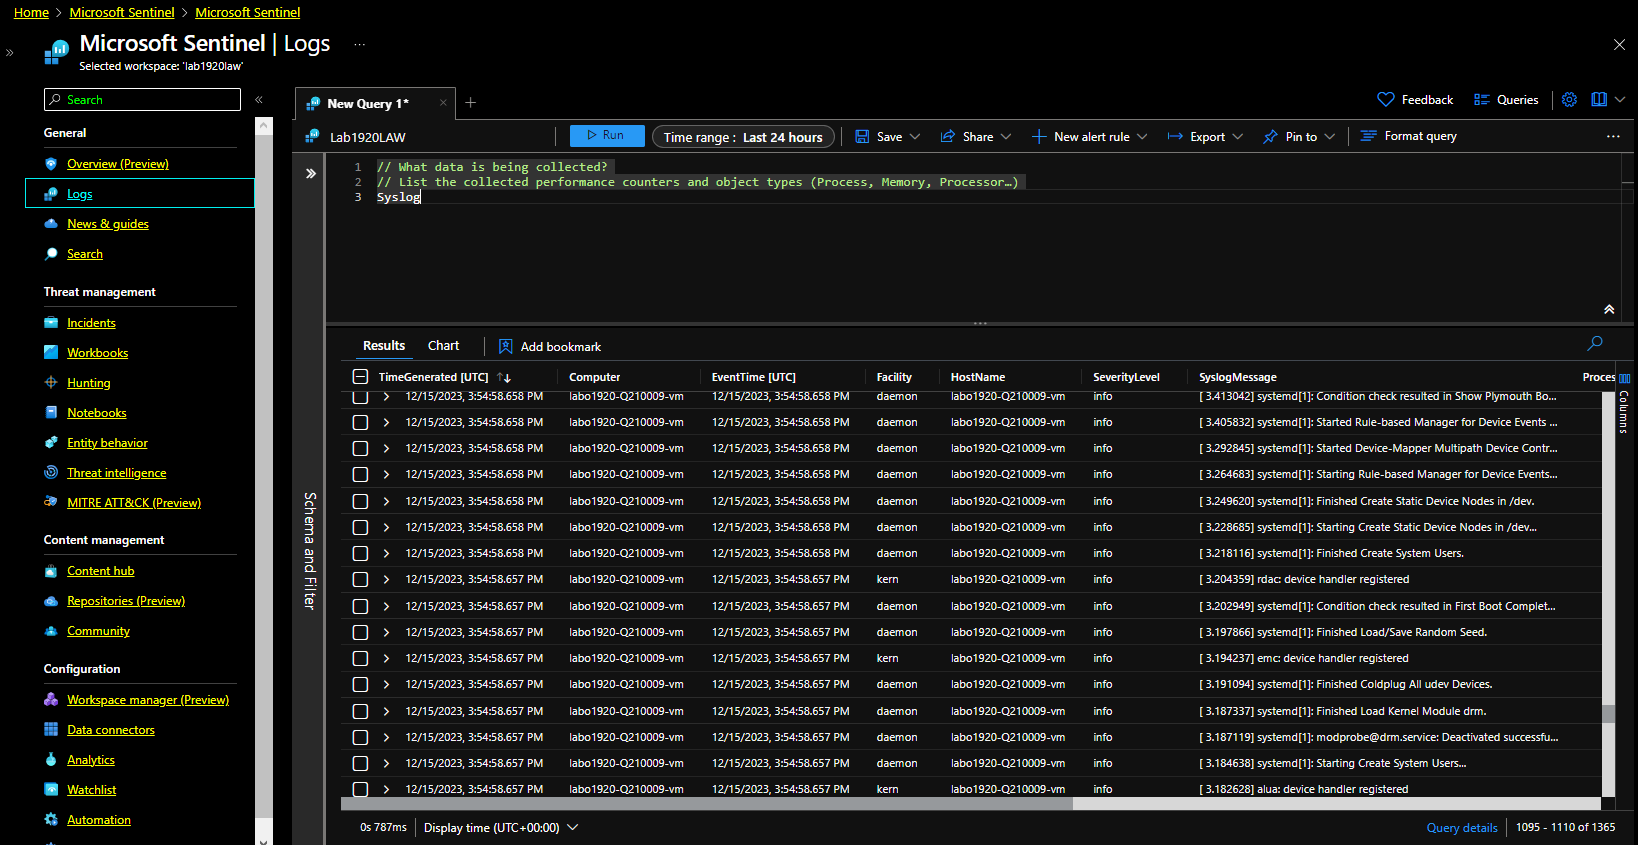 Home > Microsoft Sentinel > Microsoft Sentinel
Microsoft Sentinel | Logs ...
Selected workspace: 'lab1920law'
Search
General
Overview (Preview)
Logs
News & guides
Search
Threat management
Incidents
Workbooks
Hunting
Notebooks
Entity behavior
Threat intelligence
MITRE ATT&CK (Preview)
Content management
Content hub
Repositories (Preview)
Community
Configuration
Workspace manager (Preview)
Data connectors
Analytics
Watchlist
Automation
New Query 1*
Feedback Queries
Lab1920LAW Run Time range : Last 24 hours Save Share New alert rule Export Pin to Format query ...
1 // What data is being collected?
2 // List the collected performance counters and object types (Process, Memory, Processor…)
3 Syslog
Schema and Filter
Results Chart Add bookmark
TimeGenerated [UTC] Computer EventTime [UTC] Facility HostName SeverityLevel SyslogMessage Proces
Columns
12/15/2023, 3:54:58.658 PM labo1920-Q210009-vm 12/15/2023, 3:54:58.658 PM daemon labo1920-Q210009-vm info [ 3.413042] systemd[1]: Condition check resulted in Show Plymouth Bo...
12/15/2023, 3:54:58.658 PM labo1920-Q210009-vm 12/15/2023, 3:54:58.658 PM daemon labo1920-Q210009-vm info [ 3.405832] systemd[1]: Started Rule-based Manager for Device Events ...
12/15/2023, 3:54:58.658 PM labo1920-Q210009-vm 12/15/2023, 3:54:58.658 PM daemon labo1920-Q210009-vm info [ 3.292845] systemd[1]: Started Device-Mapper Multipath Device Contr...
12/15/2023, 3:54:58.658 PM labo1920-Q210009-vm 12/15/2023, 3:54:58.658 PM daemon labo1920-Q210009-vm info [ 3.264683] systemd[1]: Starting Rule-based Manager for Device Events...
12/15/2023, 3:54:58.658 PM labo1920-Q210009-vm 12/15/2023, 3:54:58.658 PM daemon labo1920-Q210009-vm info [ 3.249620] systemd[1]: Finished Create Static Device Nodes in /dev.
12/15/2023, 3:54:58.658 PM labo1920-Q210009-vm 12/15/2023, 3:54:58.658 PM daemon labo1920-Q210009-vm info [ 3.228685] systemd[1]: Starting Create Static Device Nodes in /dev...
12/15/2023, 3:54:58.658 PM labo1920-Q210009-vm 12/15/2023, 3:54:58.658 PM daemon labo1920-Q210009-vm info [ 3.218116] systemd[1]: Finished Create System Users.
12/15/2023, 3:54:58.657 PM labo1920-Q210009-vm 12/15/2023, 3:54:58.657 PM kern labo1920-Q210009-vm info [ 3.204359] rdac: device handler registered
12/15/2023, 3:54:58.657 PM labo1920-Q210009-vm 12/15/2023, 3:54:58.657 PM daemon labo1920-Q210009-vm info [ 3.202949] systemd[1]: Condition check resulted in First Boot Complet...
12/15/2023, 3:54:58.657 PM labo1920-Q210009-vm 12/15/2023, 3:54:58.657 PM daemon labo1920-Q210009-vm info [ 3.197866] systemd[1]: Finished Load/Save Random Seed.
12/15/2023, 3:54:58.657 PM labo1920-Q210009-vm 12/15/2023, 3:54:58.657 PM kern labo1920-Q210009-vm info [ 3.194237] emc: device handler registered
12/15/2023, 3:54:58.657 PM labo1920-Q210009-vm 12/15/2023, 3:54:58.657 PM daemon labo1920-Q210009-vm info [ 3.191094] systemd[1]: Finished Coldplug All udev Devices.
12/15/2023, 3:54:58.657 PM labo1920-Q210009-vm 12/15/2023, 3:54:58.657 PM daemon labo1920-Q210009-vm info [ 3.187337] systemd[1]: Finished Load Kernel Module drm.
12/15/2023, 3:54:58.657 PM labo1920-Q210009-vm 12/15/2023, 3:54:58.657 PM daemon labo1920-Q210009-vm info [ 3.187119] systemd[1]: modprobe@drm.service: Deactivated successfu...
12/15/2023, 3:54:58.657 PM labo1920-Q210009-vm 12/15/2023, 3:54:58.657 PM daemon labo1920-Q210009-vm info [ 3.184638] systemd[1]: Starting Create System Users...
12/15/2023, 3:54:58.657 PM labo1920-Q210009-vm 12/15/2023, 3:54:58.657 PM kern labo1920-Q210009-vm info [ 3.182628] alua: device handler registered
0s 787ms Display time (UTC+00:00) Query details 1095 - 1110 of 1365